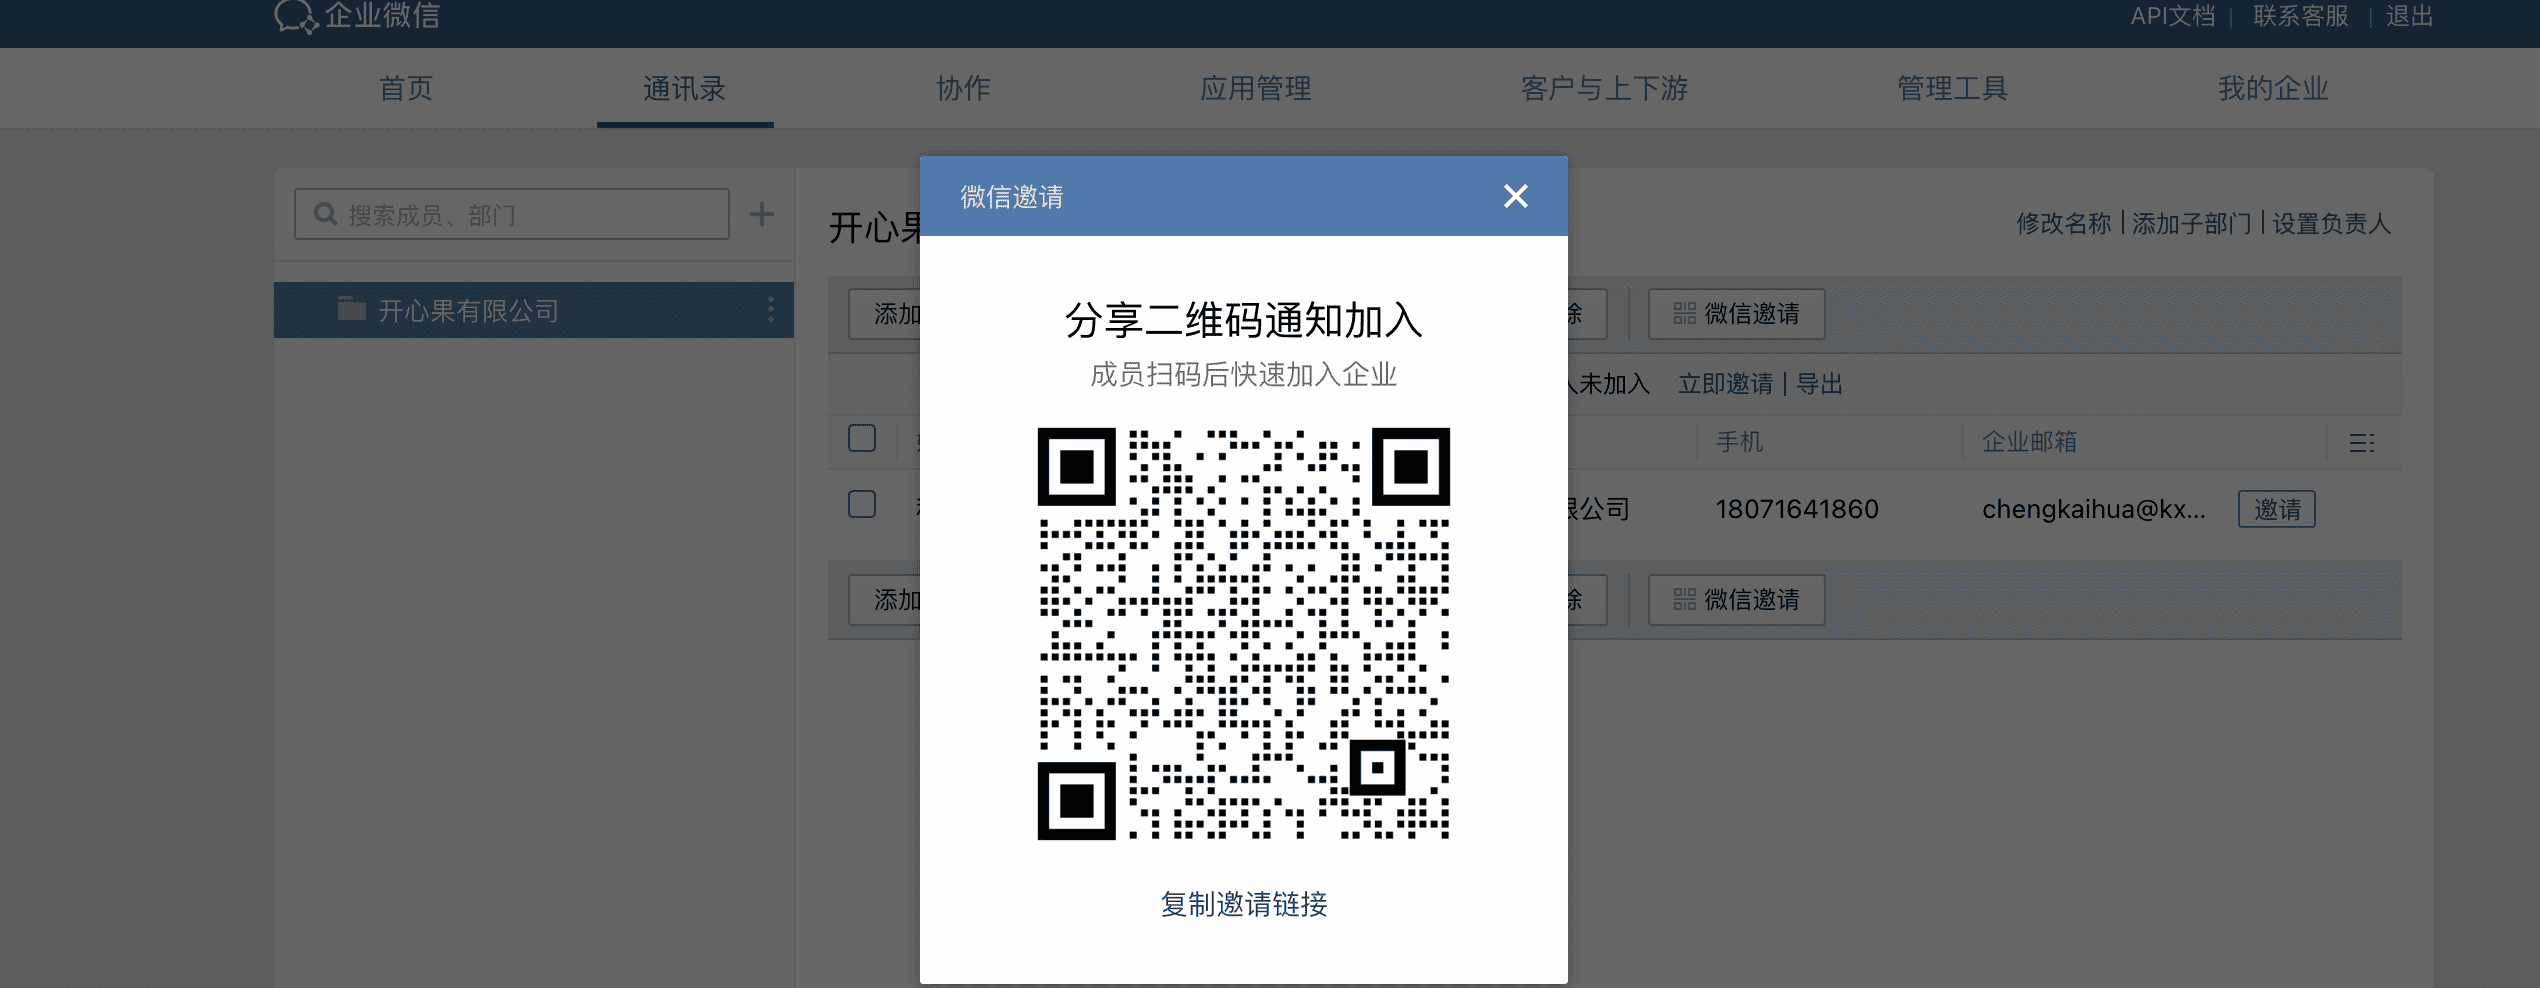 企业微信
API文档 | 联系客服 | 退出
首页 通讯录 协作 应用管理 客户与上下游 管理工具 我的企业
微信邀请
搜索成员、部门
开心果
修改名称 | 添加子部门 | 设置负责人
开心果有限公司
分享二维码通知加入
添加
微信邀请
成员扫码后快速加入企业
未加入 立即邀请 | 导出
手机 企业邮箱
限公司 18071641860 chengkaihua@kx... 邀请
添加
微信邀请
复制邀请链接